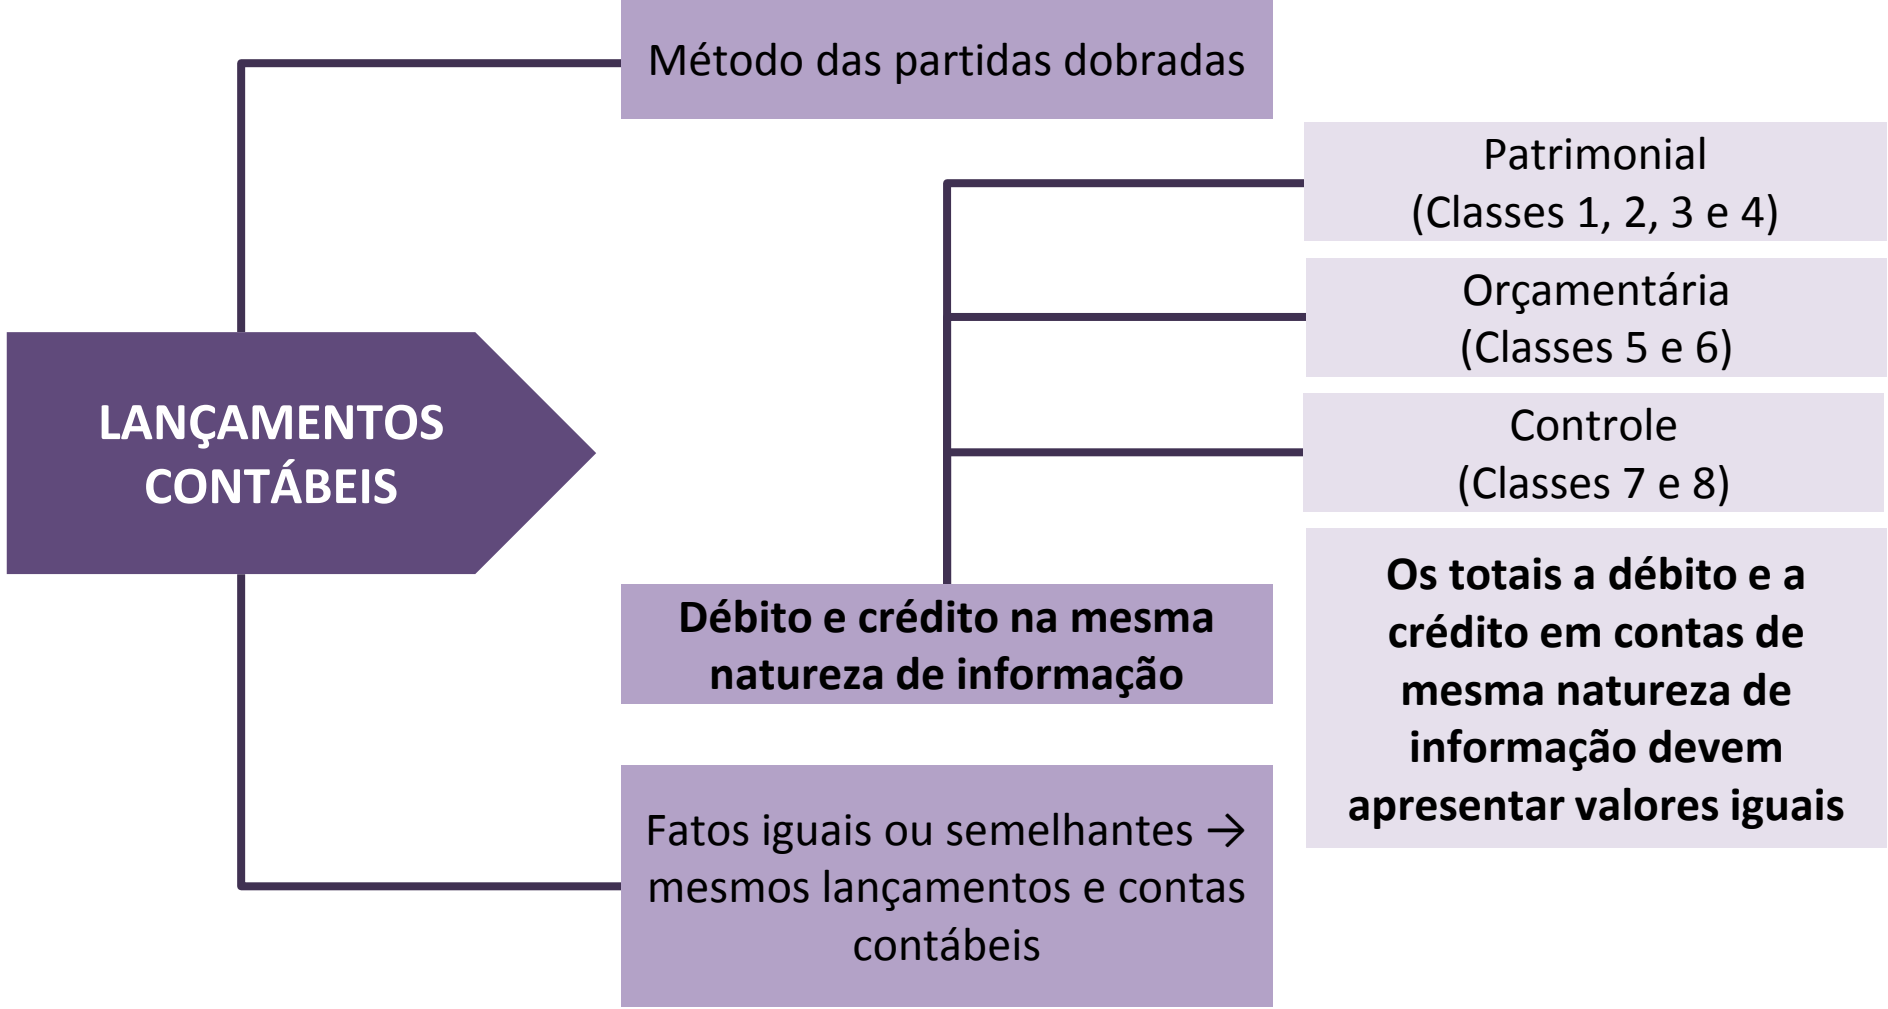 Método das partidas dobradas
Patrimonial
(Classes 1, 2, 3 e 4)
Orçamentária
(Classes 5 e 6)
LANÇAMENTOS
CONTÁBEIS
Controle
(Classes 7 e 8)
Débito e crédito na mesma
natureza de informação
Os totais a débito e a
crédito em contas de
mesma natureza de
informação devem
apresentar valores iguais
Fatos iguais ou semelhantes →
mesmos lançamentos e contas
contábeis